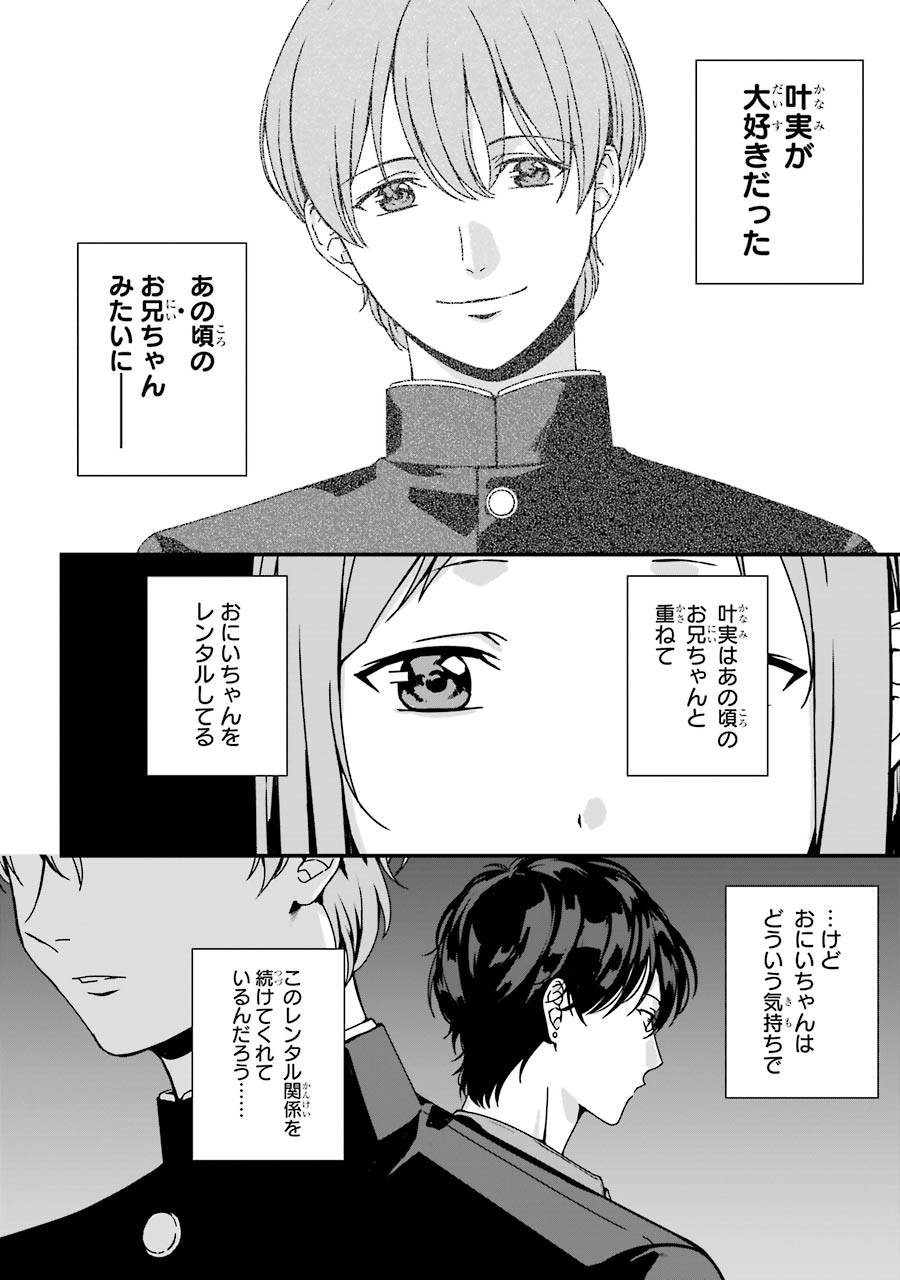 叶実が
大好きだった
あの頃の
お兄ちゃん
みたいに――
叶実はあの頃の
お兄ちゃんと
重ねて
おにいちゃんを
レンタルしてる
…けど
おにいちゃんは
どういう気持ちで
このレンタル関係を
続けてくれて
いるんだろう……